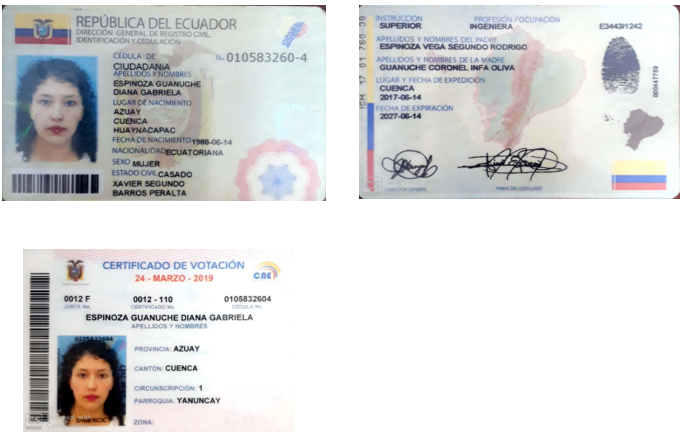 REPÚBLICA DEL ECUADOR
DIRECCIÓN GENERAL DE REGISTRO CIVIL,
IDENTIFICACIÓN Y CEDULACIÓN
CÉDULA DE No. 010583260-4
CIUDADANÍA
APELLIDOS Y NOMBRES
ESPINOZA GUANUCHE
DIANA GABRIELA
LUGAR DE NACIMIENTO
AZUAY
CUENCA
HUAYNACAPAC
FECHA DE NACIMIENTO 1988-06-14
NACIONALIDAD ECUATORIANA
SEXO MUJER
ESTADO CIVIL CASADO
XAVIER SEGUNDO
BARROS PERALTA
INSTRUCCIÓN PROFESIÓN / OCUPACIÓN
SUPERIOR INGENIERA E3443I1242
APELLIDOS Y NOMBRES DEL PADRE
ESPINOZA VEGA SEGUNDO RODRIGO
APELLIDOS Y NOMBRES DE LA MADRE
GUANUCHE CORONEL INFA OLIVA
LUGAR Y FECHA DE EXPEDICIÓN
CUENCA
2017-06-14
FECHA DE EXPIRACIÓN
2027-06-14
DIRECTOR GENERAL FIRMA DEL CEDULADO
IGM 17 01 760 99
000417759
CERTIFICADO DE VOTACIÓN
24 - MARZO - 2019
CNE
0012 F 0012 - 110 0105832604
JUNTA No. CERTIFICADO No. CÉDULA No.
ESPINOZA GUANUCHE DIANA GABRIELA
APELLIDOS Y NOMBRES
0105832604
PROVINCIA: AZUAY
CANTÓN: CUENCA
CIRCUNSCRIPCIÓN: 1
PARROQUIA: YANUNCAY
ZONA: